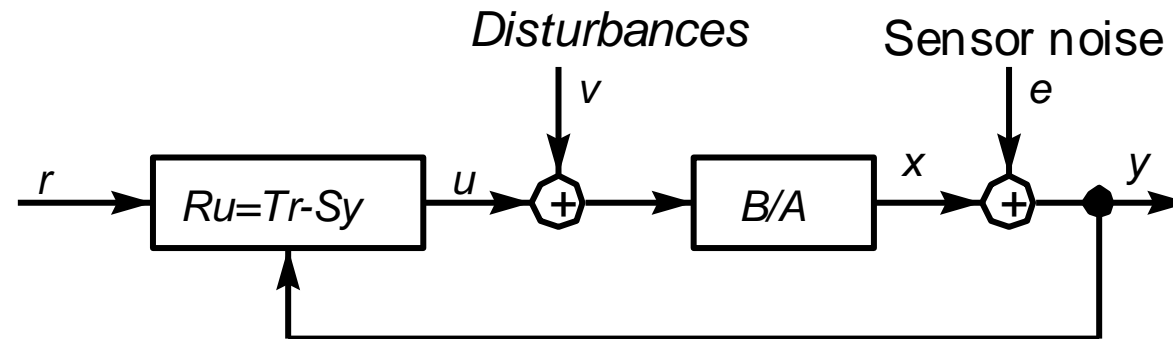 Disturbances
Sensor noise
v
e
r
Ru=Tr-Sy
u
+
B/A
x
+
y